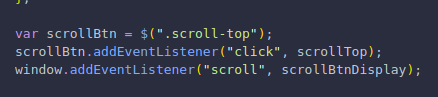 };
var scrollBtn = $(".scroll-top");
scrollBtn.addEventListener("click", scrollTop);
window.addEventListener("scroll", scrollBtnDisplay);